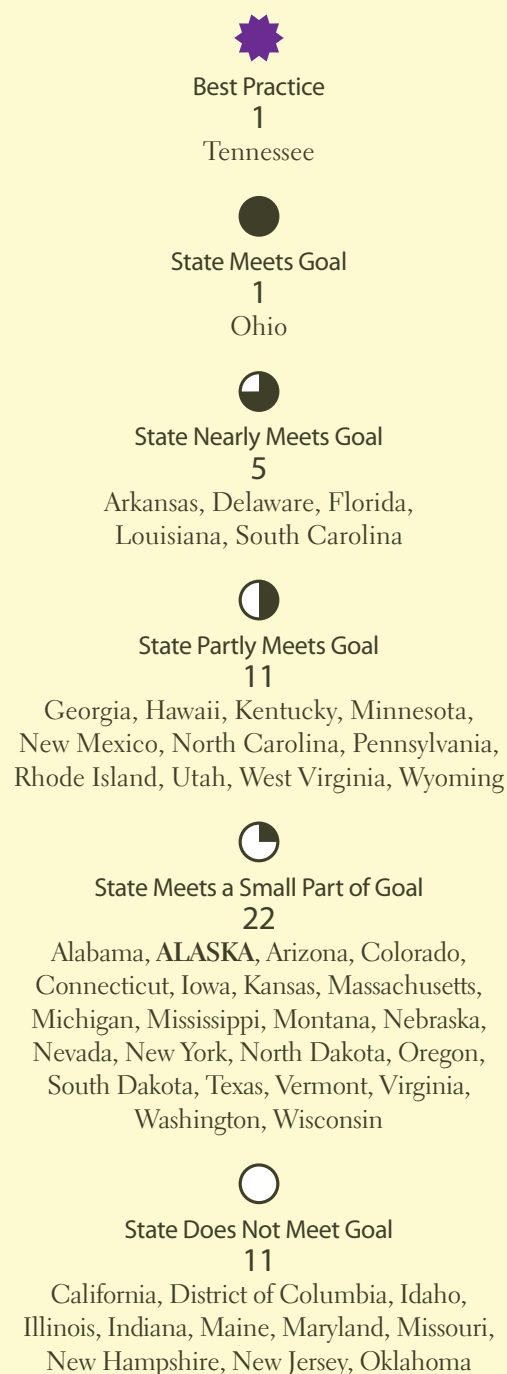 Best Practice
1
Tennessee
State Meets Goal
1
Ohio
State Nearly Meets Goal
5
Arkansas, Delaware, Florida,
Louisiana, South Carolina
State Partly Meets Goal
11
Georgia, Hawaii, Kentucky, Minnesota,
New Mexico, North Carolina, Pennsylvania,
Rhode Island, Utah, West Virginia, Wyoming
State Meets a Small Part of Goal
22
Alabama, ALASKA, Arizona, Colorado,
Connecticut, Iowa, Kansas, Massachusetts,
Michigan, Mississippi, Montana, Nebraska,
Nevada, New York, North Dakota, Oregon,
South Dakota, Texas, Vermont, Virginia,
Washington, Wisconsin
State Does Not Meet Goal
11
California, District of Columbia, Idaho,
Illinois, Indiana, Maine, Maryland, Missouri,
New Hampshire, New Jersey, Oklahoma